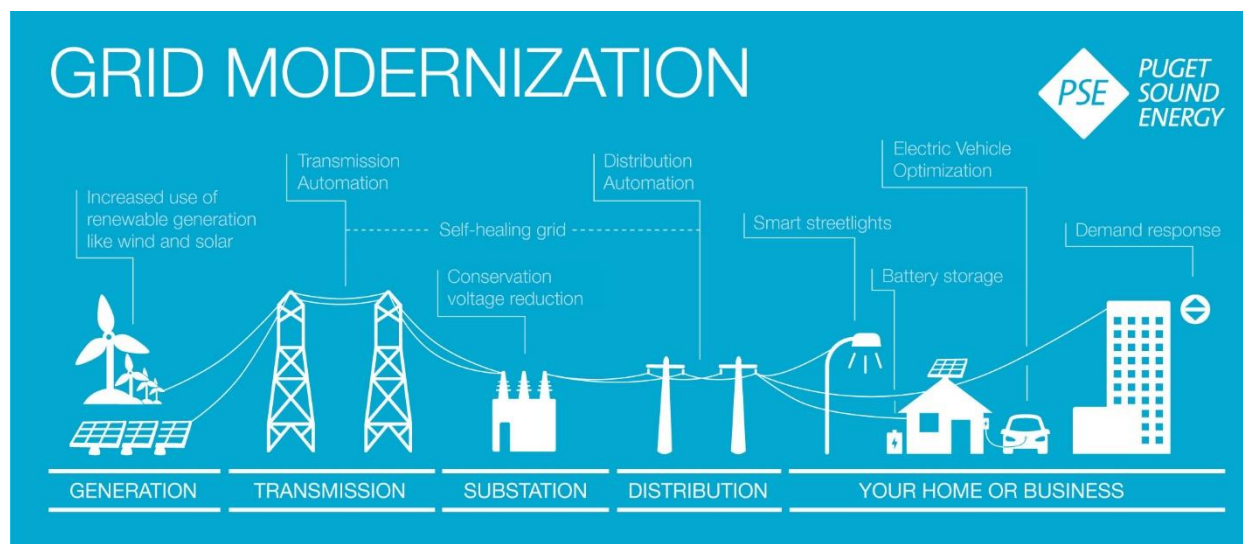 GRID MODERNIZATION
PSE
PUGET
SOUND
ENERGY
Increased use of
renewable generation
like wind and solar
Transmission
Automation
Self-healing grid
Conservation
voltage reduction
Distribution
Automation
Smart streetlights
Electric Vehicle
Optimization
Battery storage
Demand response
GENERATION
TRANSMISSION
SUBSTATION
DISTRIBUTION
YOUR HOME OR BUSINESS